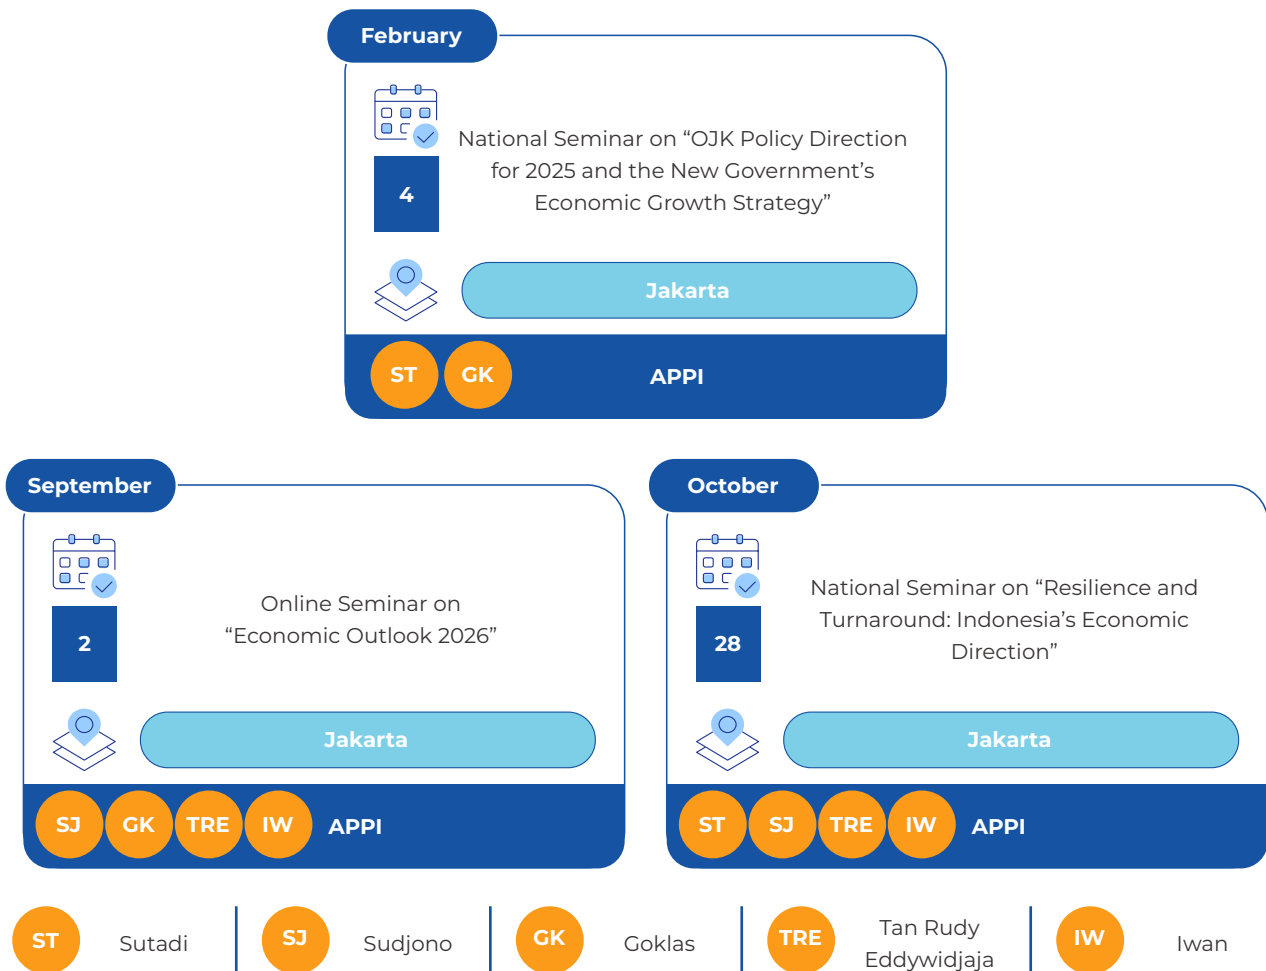 February
National Seminar on “OJK Policy Direction
for 2025 and the New Government’s
Economic Growth Strategy”
4
Jakarta
ST GK APPI
September
Online Seminar on
“Economic Outlook 2026”
2
Jakarta
SJ GK TRE IW APPI
October
National Seminar on “Resilience and
Turnaround: Indonesia’s Economic
Direction”
28
Jakarta
ST SJ TRE IW APPI
ST Sutadi
SJ Sudjono
GK Goklas
TRE Tan Rudy
Eddywidjaja
IW Iwan